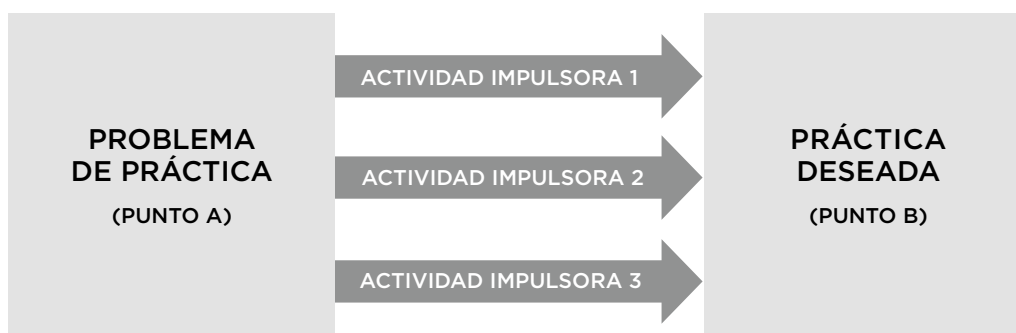 PROBLEMA
DE PRÁCTICA
(PUNTO A)
ACTIVIDAD IMPULSORA 1
ACTIVIDAD IMPULSORA 2
ACTIVIDAD IMPULSORA 3
PRÁCTICA
DESEADA
(PUNTO B)